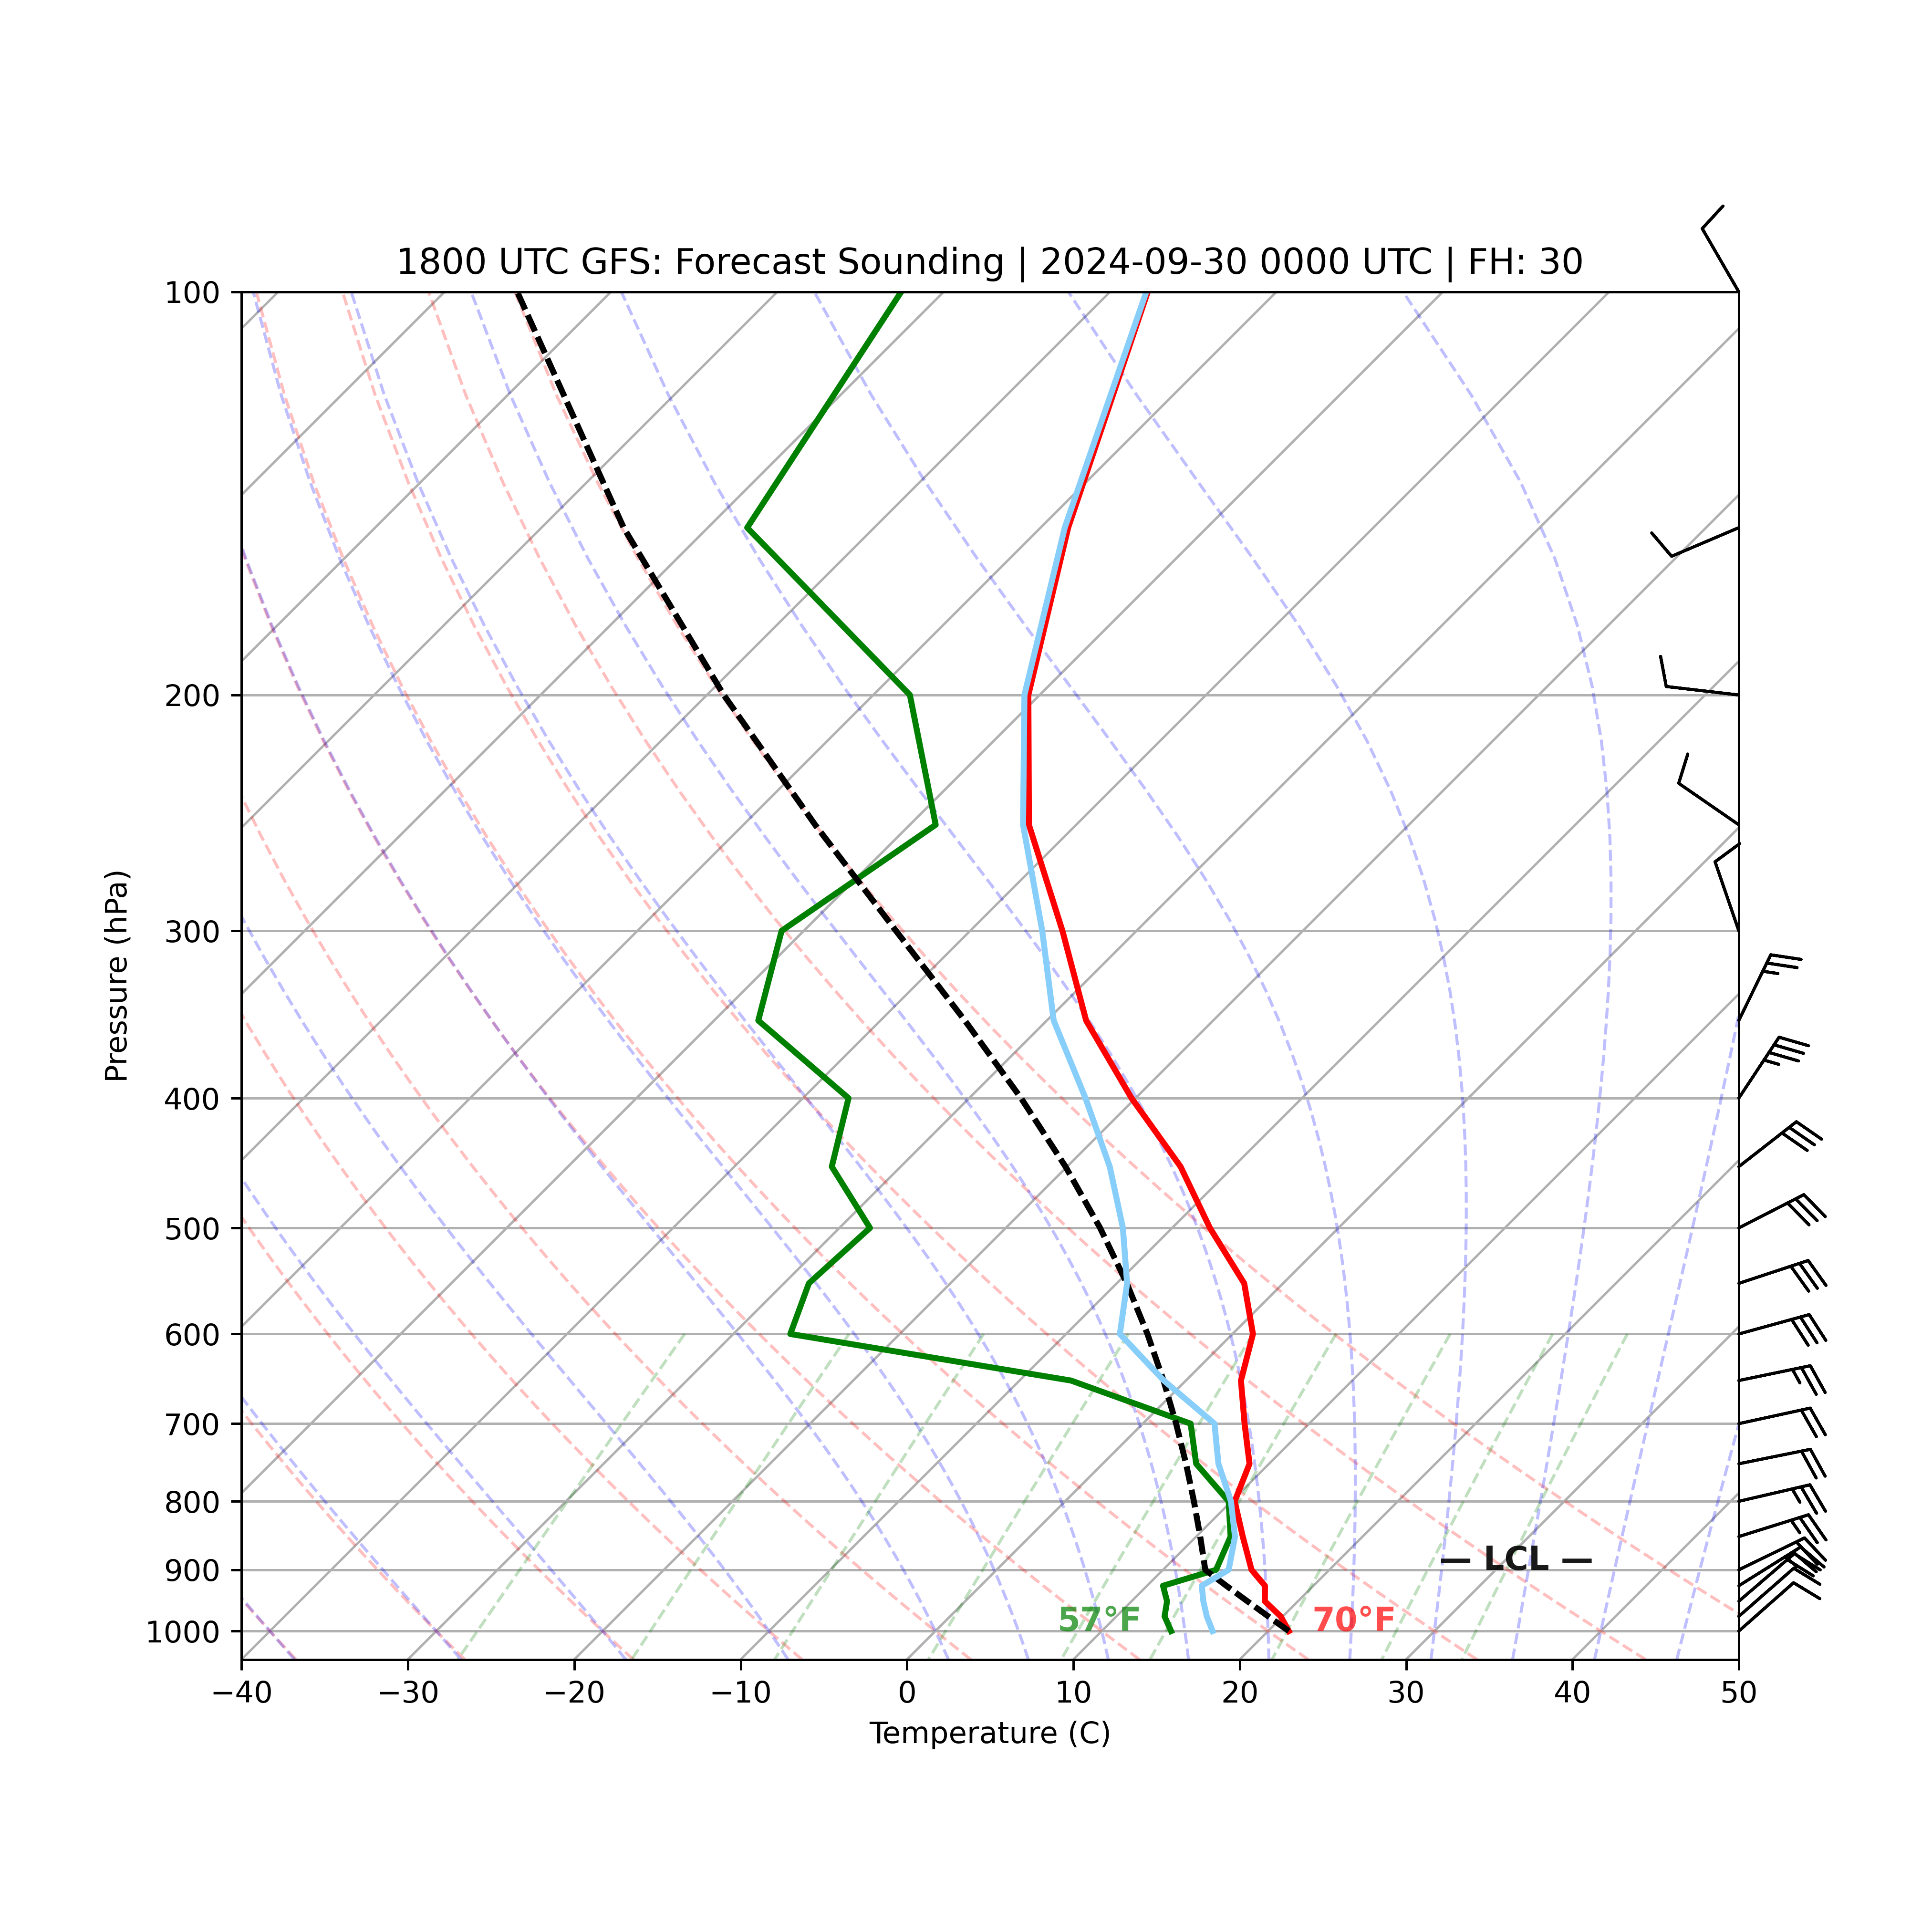 1800 UTC GFS: Forecast Sounding | 2024-09-30 0000 UTC | FH: 30
100
200
300
400
500
600
700
800
900
1000
Pressure (hPa)
— LCL —
57°F
70°F
−40 −30 −20 −10 0 10 20 30 40 50
Temperature (C)